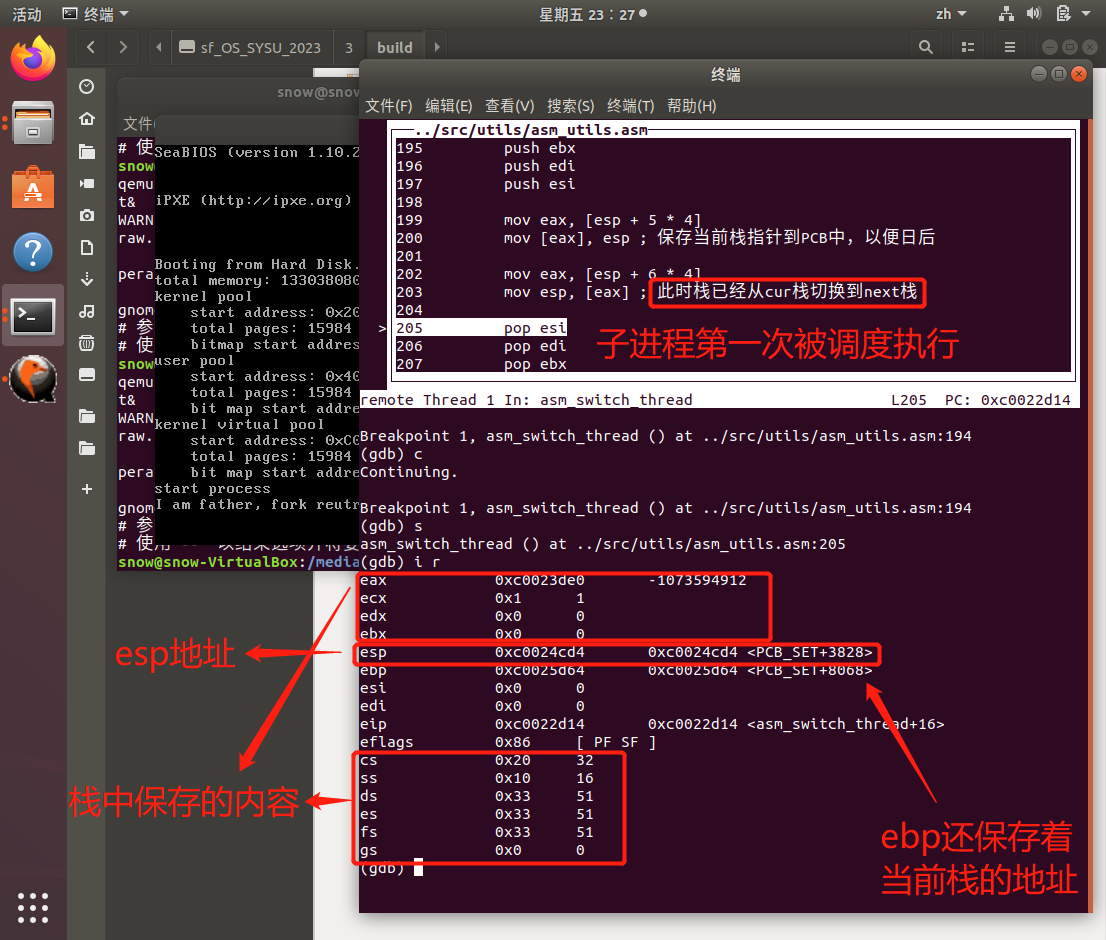 活动
终端
星期五 23：27
zh
sf_OS_SYSU_2023
3
build
snow@snow
文件(
# 使
snow
qemu
t&
WARN
raw.
pera
gnom
# 参
# 使
snow
qemu
t&
WARN
raw.
pera
gnom
# 参
# 使用
snow@snow-VirtualBox:/media
SeaBIOS (version 1.10.2
iPXE (http://ipxe.org)
Booting from Hard Disk.
total memory: 133038080
kernel pool
start address: 0x20
total pages: 15984
bitmap start addres
user pool
start address: 0x40
total pages: 15984
bit map start addre
kernel virtual pool
start address: 0xC0
total pages: 15984
bit map start addre
start process
I am father, fork reutr
终端
文件(F) 编辑(E) 查看(V) 搜索(S) 终端(T) 帮助(H)
../src/utils/asm_utils.asm
195 push ebx
196 push edi
197 push esi
198
199 mov eax, [esp + 5 * 4]
200 mov [eax], esp ; 保存当前栈指针到PCB中，以便日后
201
202 mov eax, [esp + 6 * 4]
203 mov esp, [eax] ; 此时栈已经从cur栈切换到next栈
204
> 205 pop esi
206 pop edi
207 pop ebx
子进程第一次被调度执行
remote Thread 1 In: asm_switch_thread L205 PC: 0xc0022d14
Breakpoint 1, asm_switch_thread () at ../src/utils/asm_utils.asm:194
(gdb) c
Continuing.
Breakpoint 1, asm_switch_thread () at ../src/utils/asm_utils.asm:194
(gdb) s
asm_switch_thread () at ../src/utils/asm_utils.asm:205
(gdb) i r
eax 0xc0023de0 -1073594912
ecx 0x1 1
edx 0x0 0
ebx 0x0 0
esp 0xc0024cd4 0xc0024cd4 <PCB_SET+3828>
ebp 0xc0025d64 0xc0025d64 <PCB_SET+8068>
esi 0x0 0
edi 0x0 0
eip 0xc0022d14 0xc0022d14 <asm_switch_thread+16>
eflags 0x86 [ PF SF ]
cs 0x20 32
ss 0x10 16
ds 0x33 51
es 0x33 51
fs 0x33 51
gs 0x0 0
(gdb)
esp地址
栈中保存的内容
ebp还保存着
当前栈的地址